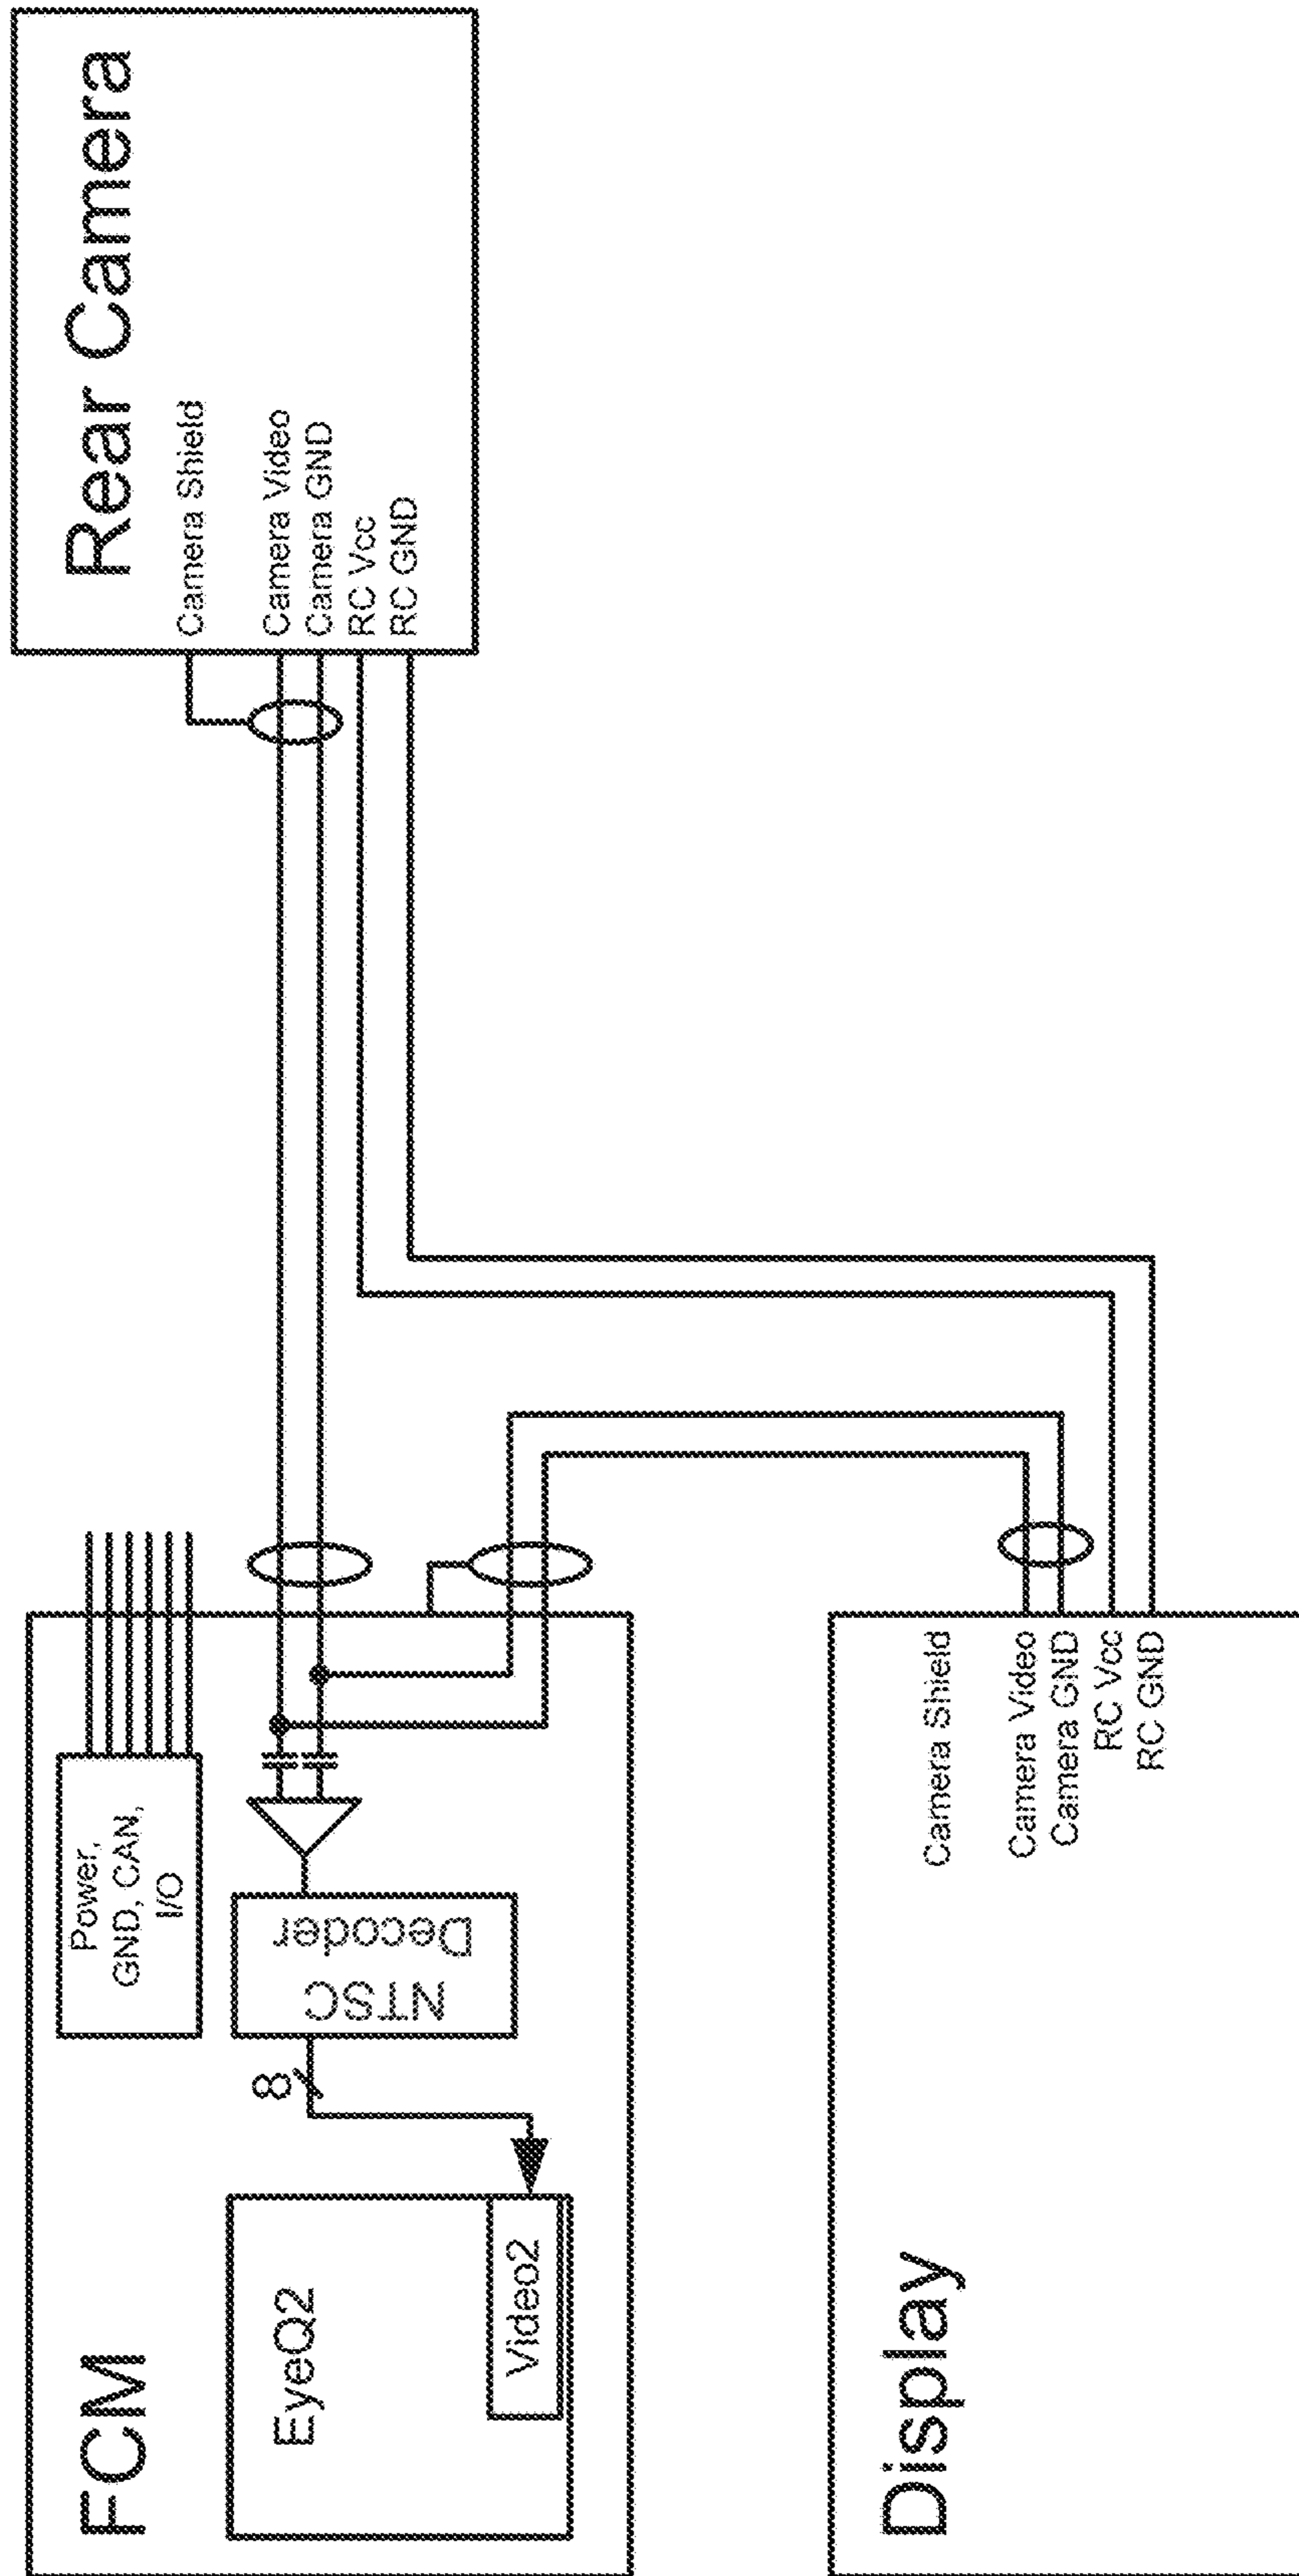 FCM
Power,
GND, CAN,
I/O
EyeQ2
Video2
8
NTSC
Decoder
Rear Camera
Camera Shield
Camera Video
Camera GND
RC Vcc
RC GND
Display
Camera Shield
Camera Video
Camera GND
RC Vcc
RC GND